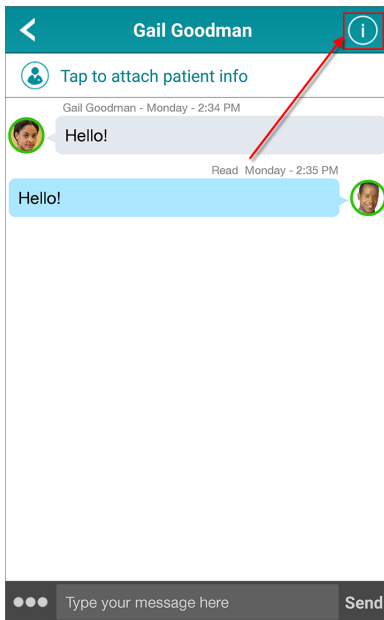 Gail Goodman
i
Tap to attach patient info
Gail Goodman - Monday - 2:34 PM
Hello!
Read Monday - 2:35 PM
Hello!
Type your message here
Send